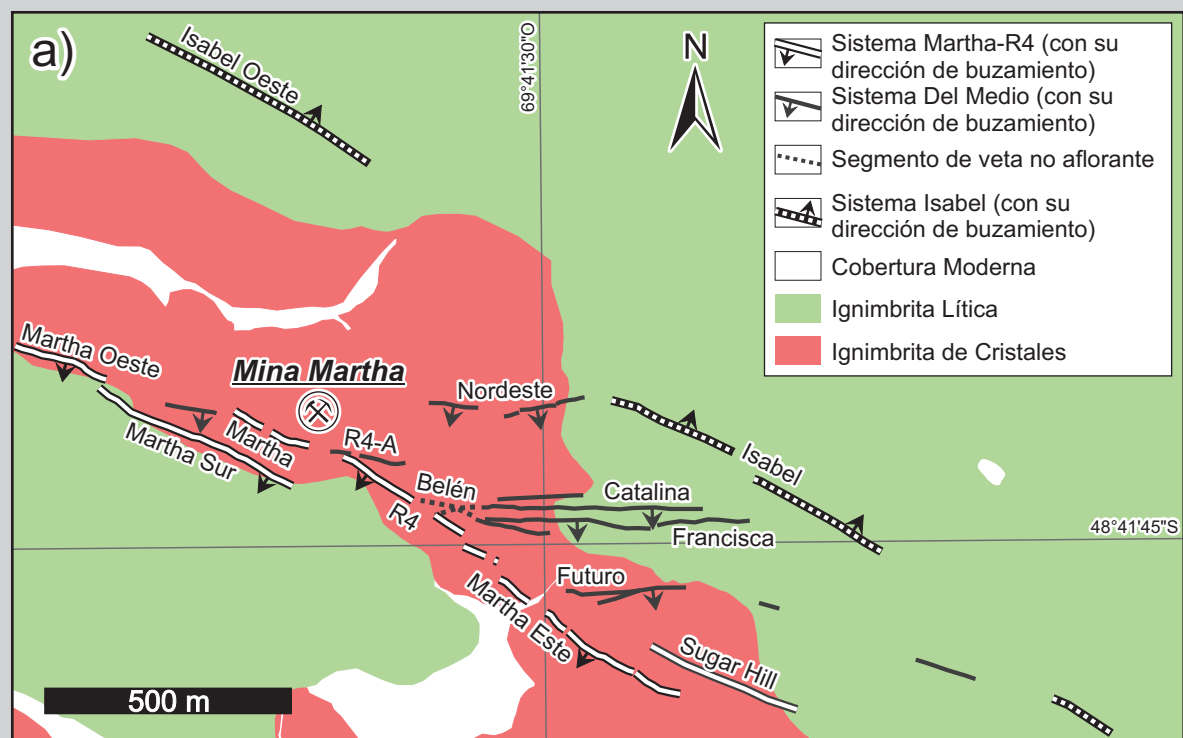 a)
Isabel Oeste
69°41'30"O
N
Sistema Martha-R4 (con su
dirección de buzamiento)
Sistema Del Medio (con su
dirección de buzamiento)
Segmento de veta no aflorante
Sistema Isabel (con su
dirección de buzamiento)
Cobertura Moderna
Ignimbrita Lítica
Ignimbrita de Cristales
Martha Oeste
Mina Martha
Nordeste
Martha
Martha Sur
R4-A
Isabel
Belén
Catalina
R4
Francisca
48°41'45"S
Futuro
Martha Este
Sugar Hill
500 m